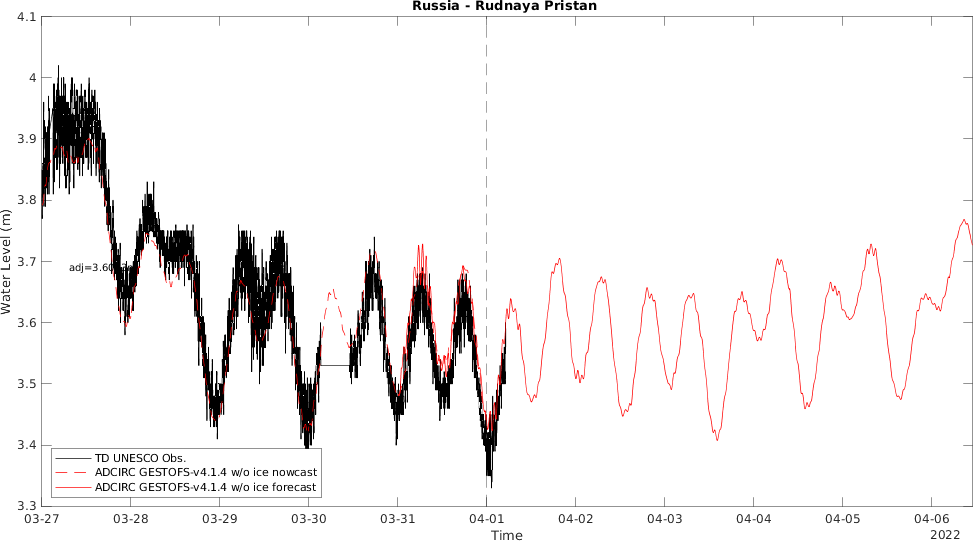 Russia - Rudnaya Pristan
4.1
4
3.9
3.8
3.7
3.6
3.5
3.4
3.3
Water Level (m)
adj=3.60
TD UNESCO Obs.
ADCIRC GESTOFS-v4.1.4 w/o ice nowcast
ADCIRC GESTOFS-v4.1.4 w/o ice forecast
03-27 03-28 03-29 03-30 03-31 04-01 04-02 04-03 04-04 04-05 04-06
Time
2022